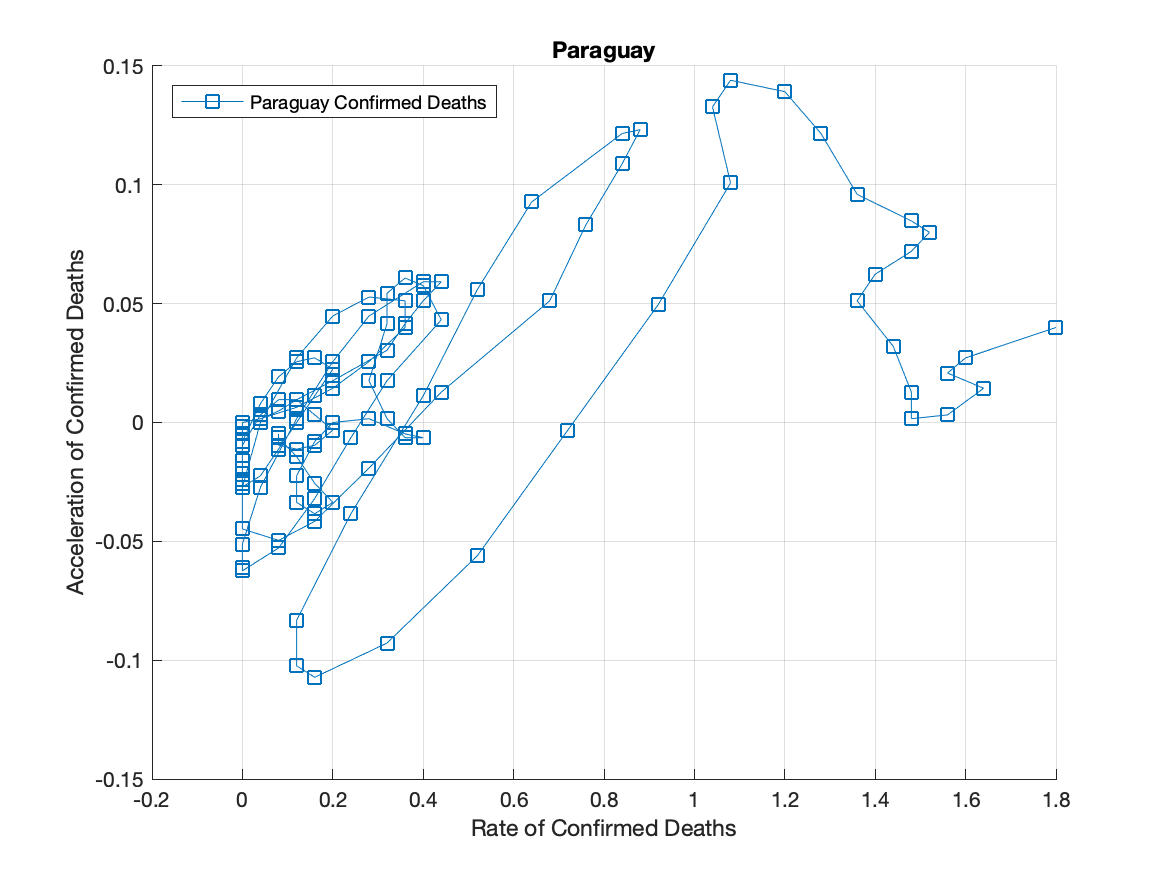 Paraguay
Paraguay Confirmed Deaths
Acceleration of Confirmed Deaths
0.15
0.1
0.05
0
-0.05
-0.1
-0.15
-0.2 0 0.2 0.4 0.6 0.8 1 1.2 1.4 1.6 1.8
Rate of Confirmed Deaths